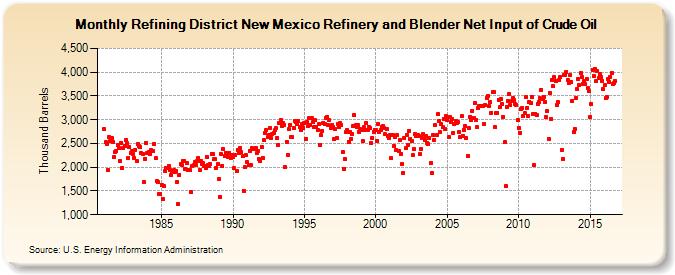 Monthly Refining District New Mexico Refinery and Blender Net Input of Crude Oil
Thousand Barrels
4,500
4,000
3,500
3,000
2,500
2,000
1,500
1,000
1985 1990 1995 2000 2005 2010 2015
Source: U.S. Energy Information Administration